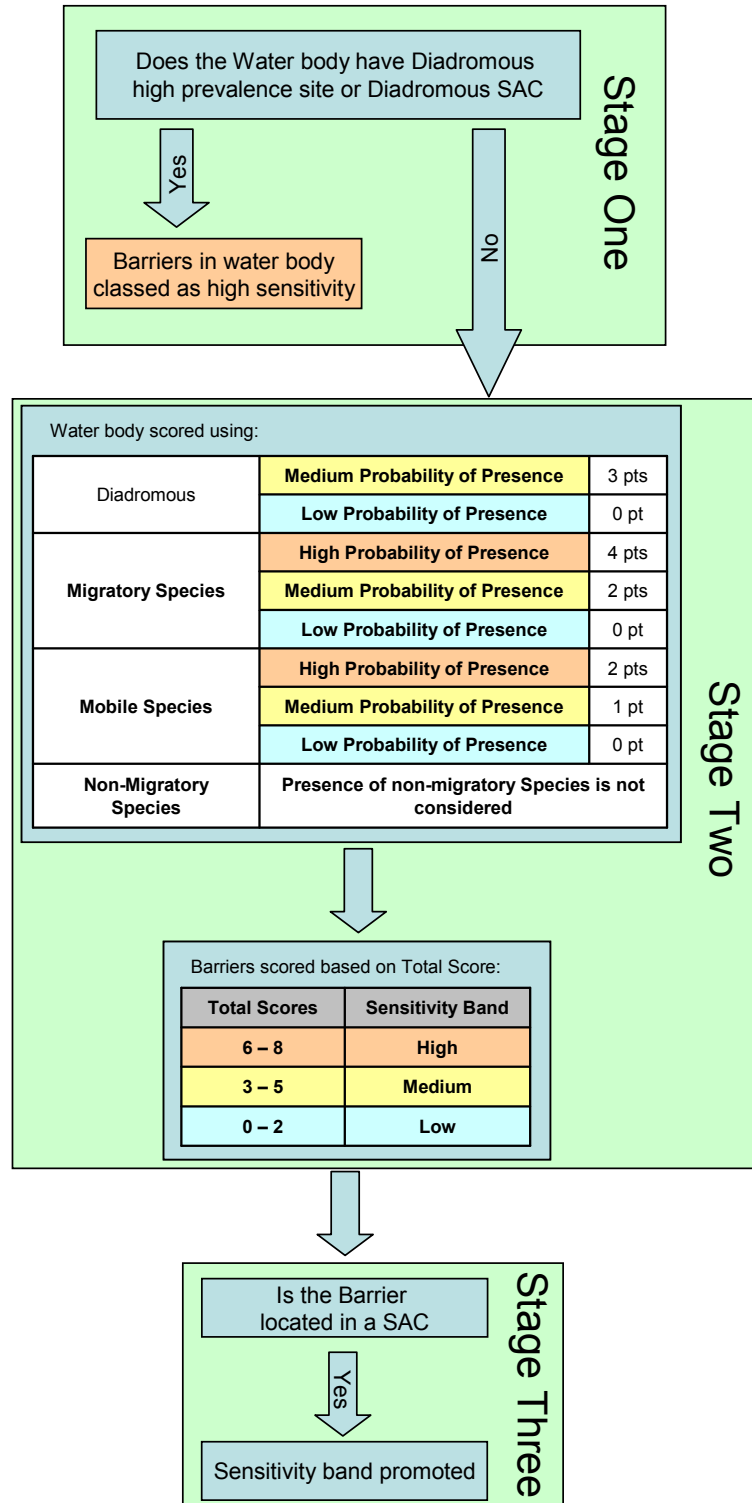 Does the Water body have Diadromous
high prevalence site or Diadromous SAC
Stage One
Yes
No
Barriers in water body
classed as high sensitivity
Water body scored using:
Diadromous
Medium Probability of Presence
3 pts
Low Probability of Presence
0 pt
Migratory Species
High Probability of Presence
4 pts
Medium Probability of Presence
2 pts
Low Probability of Presence
0 pt
Mobile Species
High Probability of Presence
2 pts
Medium Probability of Presence
1 pt
Low Probability of Presence
0 pt
Non-Migratory
Species
Presence of non-migratory Species is not
considered
Stage Two
Barriers scored based on Total Score:
Total Scores
Sensitivity Band
6 – 8
High
3 – 5
Medium
0 – 2
Low
Is the Barrier
located in a SAC
Stage Three
Yes
Sensitivity band promoted